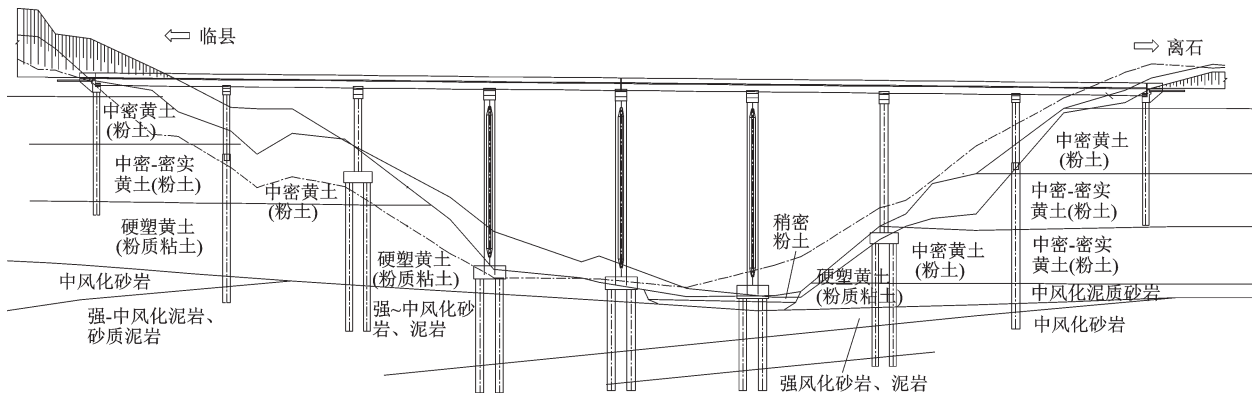 临县
离石
中密黄土
(粉土)
中密-密实
黄土(粉土)
硬塑黄土
(粉质粘土)
中风化砂岩
强-中风化泥岩、
砂质泥岩
中密黄土
(粉土)
硬塑黄土
(粉质粘土)
强~中风化砂
岩、泥岩
稍密
粉土
硬塑黄土
(粉质粘土)
强风化砂岩、泥岩
中密黄土
(粉土)
中密黄土
(粉土)
中密-密实
黄土(粉土)
中密-密实
黄土(粉土)
中风化泥质砂岩
中风化砂岩